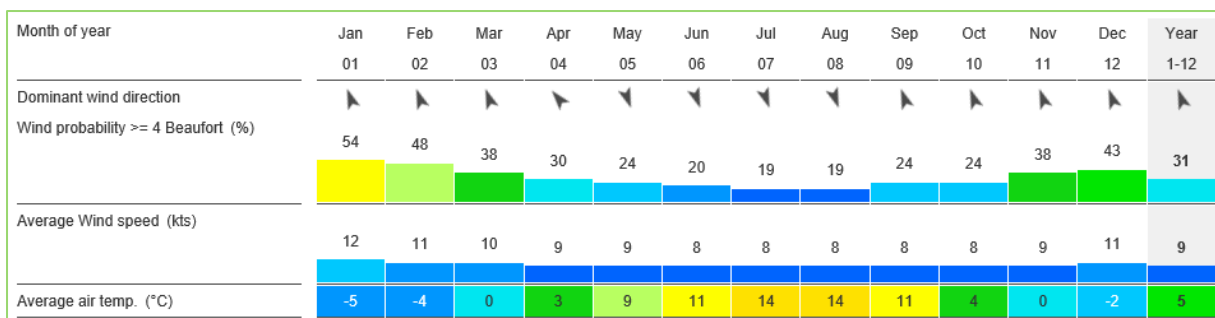 Month of year Jan Feb Mar Apr May Jun Jul Aug Sep Oct Nov Dec Year
01 02 03 04 05 06 07 08 09 10 11 12 1-12
Dominant wind direction
Wind probability >= 4 Beaufort (%)
54 48 38 30 24 20 19 19 24 24 38 43 31
Average Wind speed (kts)
12 11 10 9 9 8 8 8 8 8 9 11 9
Average air temp. (°C) -5 -4 0 3 9 11 14 14 11 4 0 -2 5